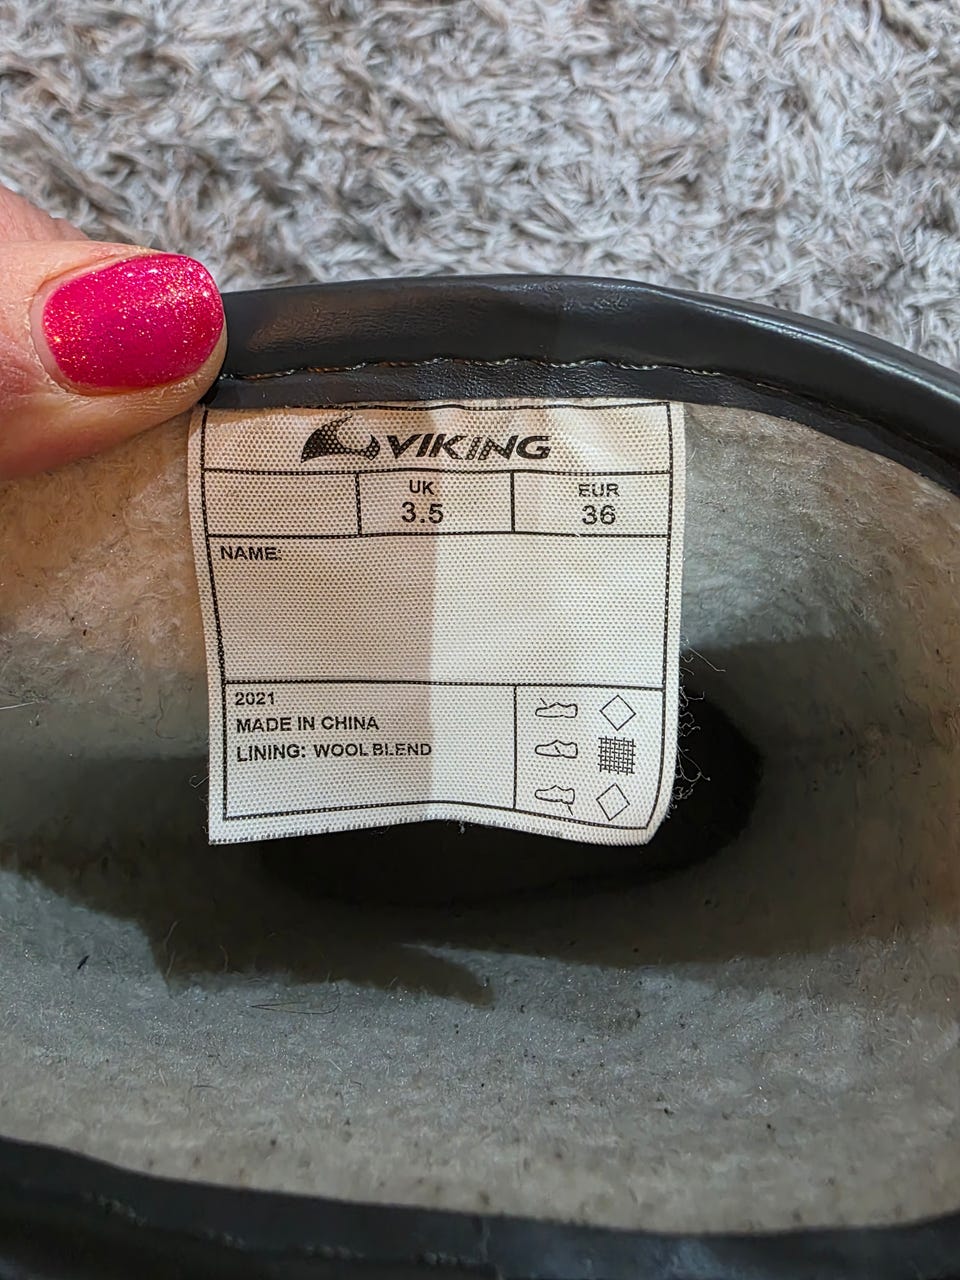 VIKING
UK
3.5
EUR
36
NAME:
2021
MADE IN CHINA
LINING: WOOL BLEND